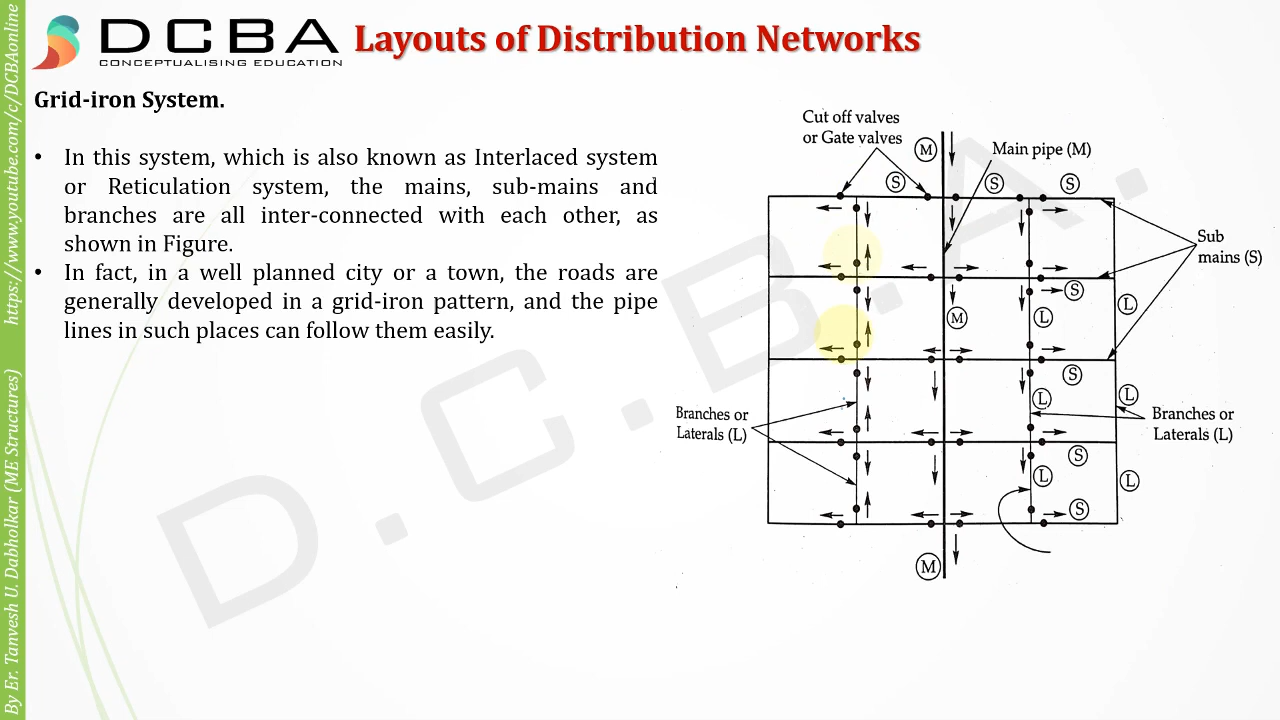 DCBA
CONCEPTUALISING EDUCATION
Layouts of Distribution Networks
Grid-iron System.
• In this system, which is also known as Interlaced system
or Reticulation system, the mains, sub-mains and
branches are all inter-connected with each other, as
shown in Figure.
• In fact, in a well planned city or a town, the roads are
generally developed in a grid-iron pattern, and the pipe
lines in such places can follow them easily.
Cut off valves
or Gate valves
M
Main pipe (M)
S
S
S
Sub
mains (S)
S
L
M
L
S
L
L
Branches or
Laterals (L)
Branches or
Laterals (L)
S
L
L
S
M
D.C.B.A.
By Er. Tanvesh U. Dabholkar (ME Structures)
https://www.youtube.com/c/DCBAonline